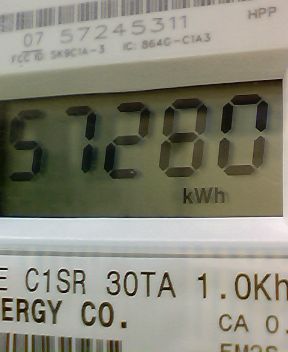 07 57245311 HPP
FCC ID: SK9C1A-3 IC: 864G-C1A3
57280
kWh
E C1SR 30TA 1.0Kh
ERGY CO. CA 0.